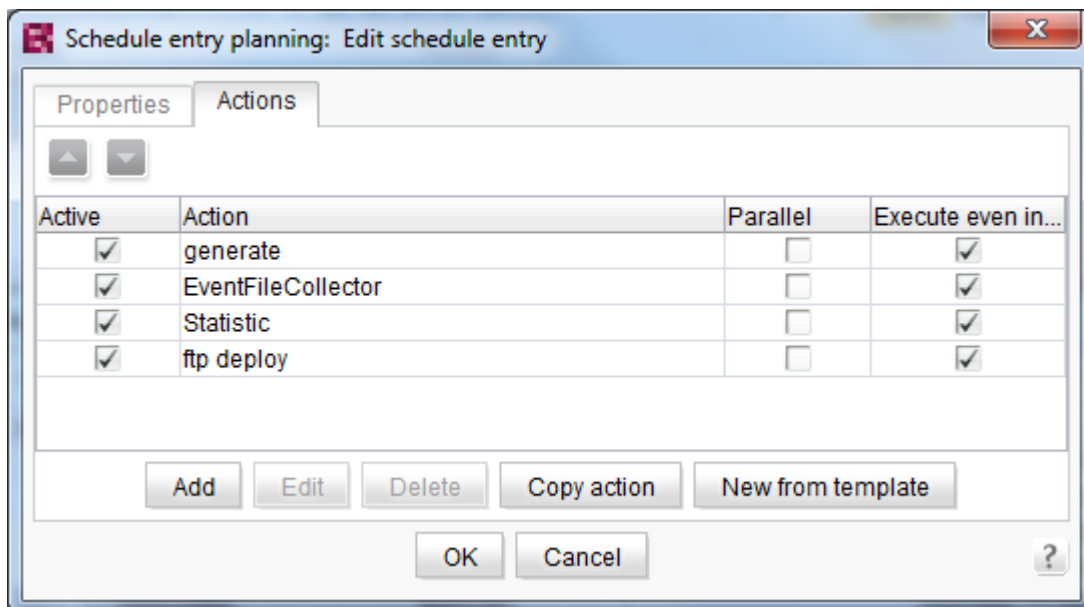 Schedule entry planning: Edit schedule entry
Properties Actions
Active Action Parallel Execute even in...
generate
EventFileCollector
Statistic
ftp deploy
Add Edit Delete Copy action New from template
OK Cancel ?